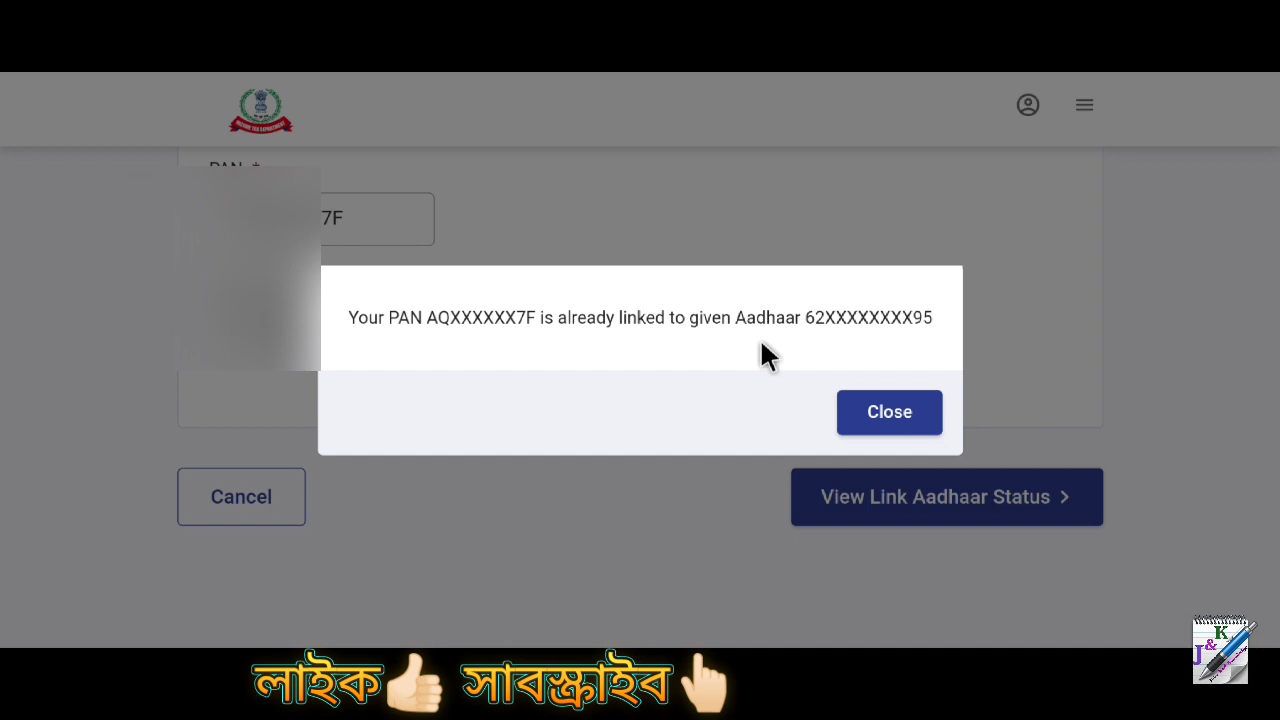 PAN *
7F
Your PAN AQXXXXXX7F is already linked to given Aadhaar 62XXXXXXXX95
Close
Cancel
View Link Aadhaar Status
লাইক সাবস্ক্রাইব
J&K